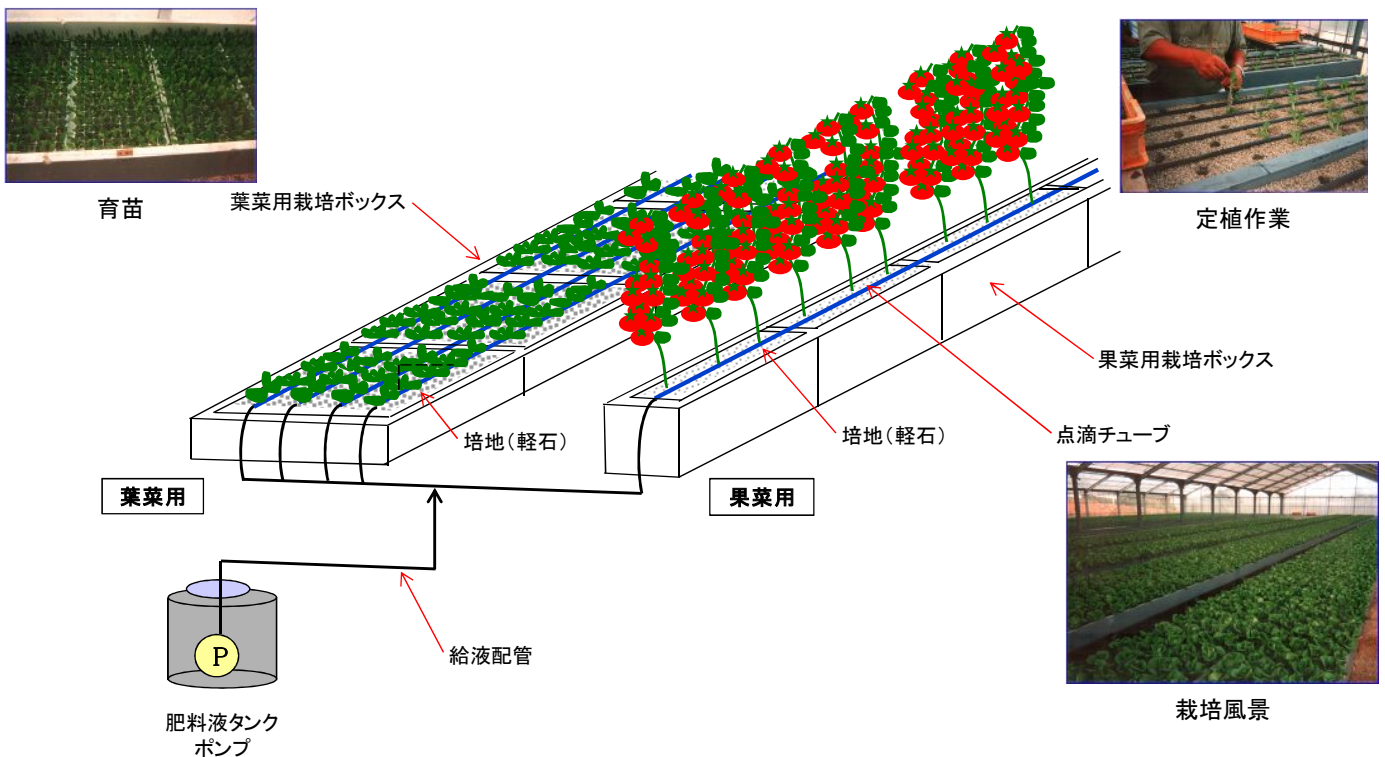 育苗
葉菜用栽培ボックス
定植作業
果菜用栽培ボックス
培地（軽石）
培地（軽石）
点滴チューブ
葉菜用
果菜用
給液配管
P
肥料液タンク
ポンプ
栽培風景